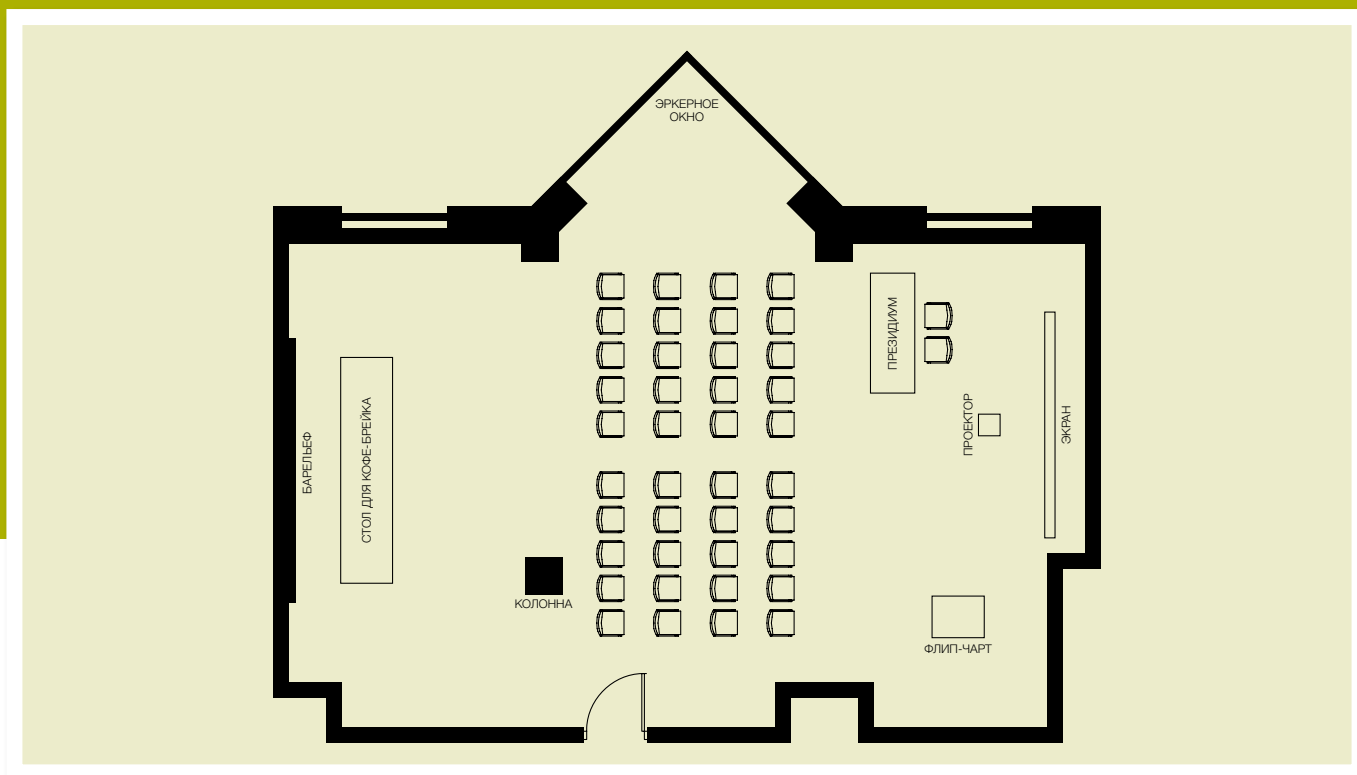 ЭРКЕРНОЕ
ОКНО
ПРЕЗИДИУМ
ПРОЕКТОР
ЭКРАН
БАРЕЛЬЕФ
СТОЛ ДЛЯ КОФЕ-БРЕЙКА
КОЛОННА
ФЛИП-ЧАРТ